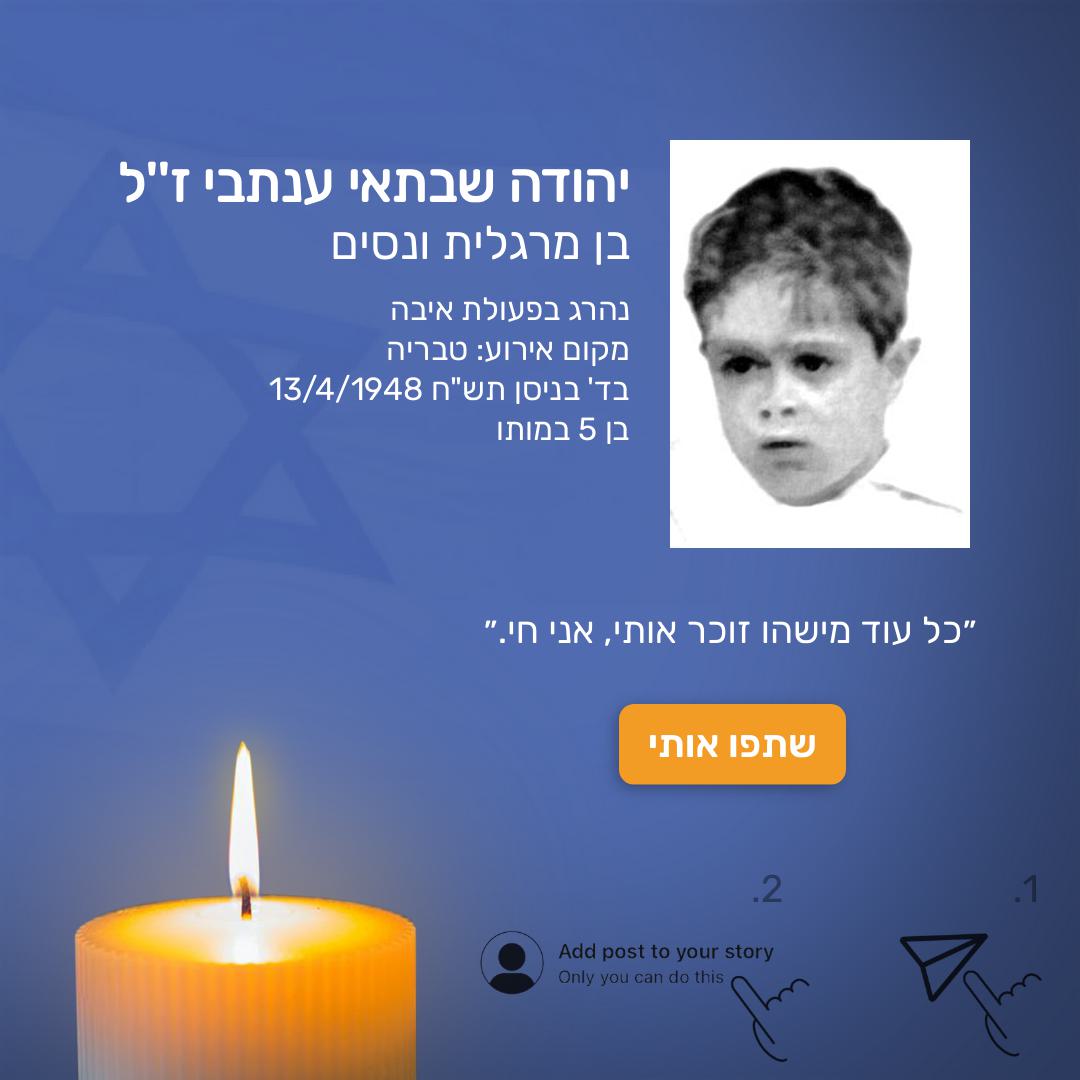 יהודה שבתאי ענתבי ז"ל
בן מרגלית ונסים
נהרג בפעולת איבה
מקום אירוע: טבריה
בד' בניסן תש"ח 13/4/1948
בן 5 במותו
״כל עוד מישהו זוכר אותי, אני חי.״
שתפו אותי
1.
2.
Add post to your story
Only you can do this